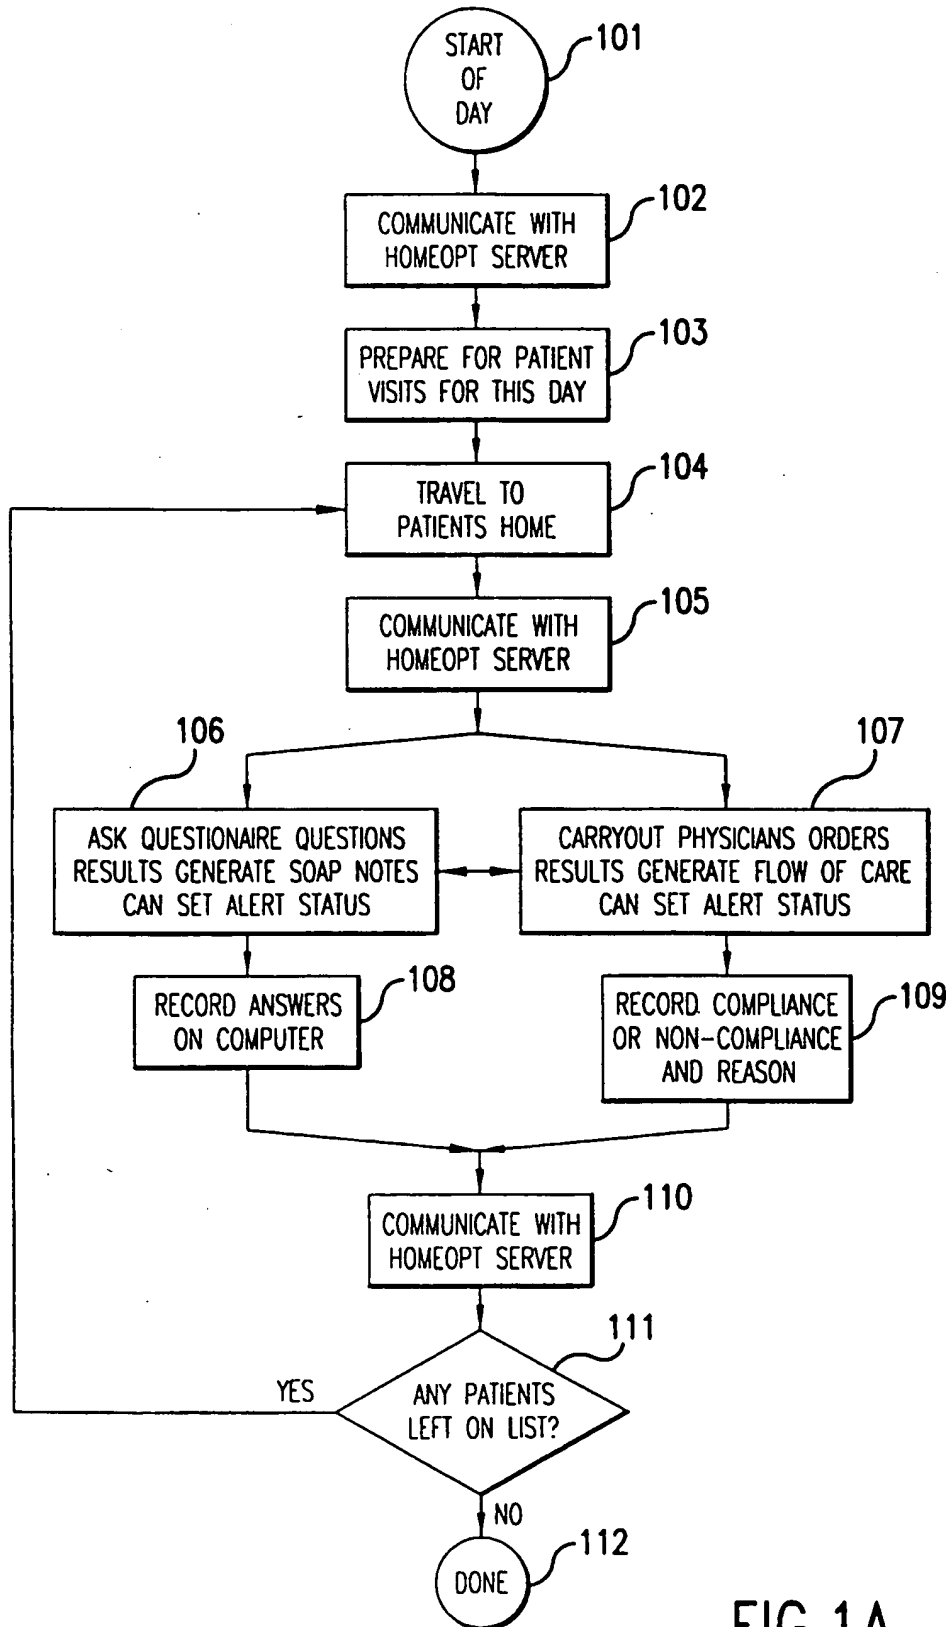 START
OF
DAY
101
COMMUNICATE WITH
HOMEOPT SERVER
102
PREPARE FOR PATIENT
VISITS FOR THIS DAY
103
TRAVEL TO
PATIENTS HOME
104
COMMUNICATE WITH
HOMEOPT SERVER
105
106
ASK QUESTIONAIRE QUESTIONS
RESULTS GENERATE SOAP NOTES
CAN SET ALERT STATUS
107
CARRYOUT PHYSICIANS ORDERS
RESULTS GENERATE FLOW OF CARE
CAN SET ALERT STATUS
RECORD ANSWERS
ON COMPUTER
108
RECORD COMPLIANCE
OR NON-COMPLIANCE
AND REASON
109
COMMUNICATE WITH
HOMEOPT SERVER
110
111
ANY PATIENTS
LEFT ON LIST?
YES
NO
DONE
112
FIG.1A